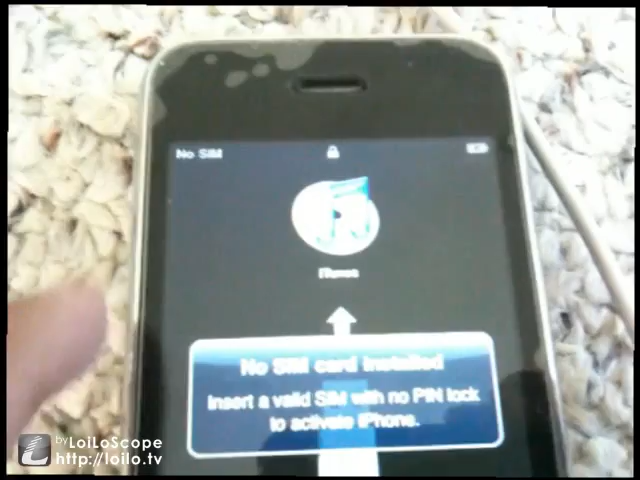 No SIM
iTunes
No SIM card installed
Insert a valid SIM with no PIN lock
to activate iPhone.
by LoiLoScope
http://loilo.tv